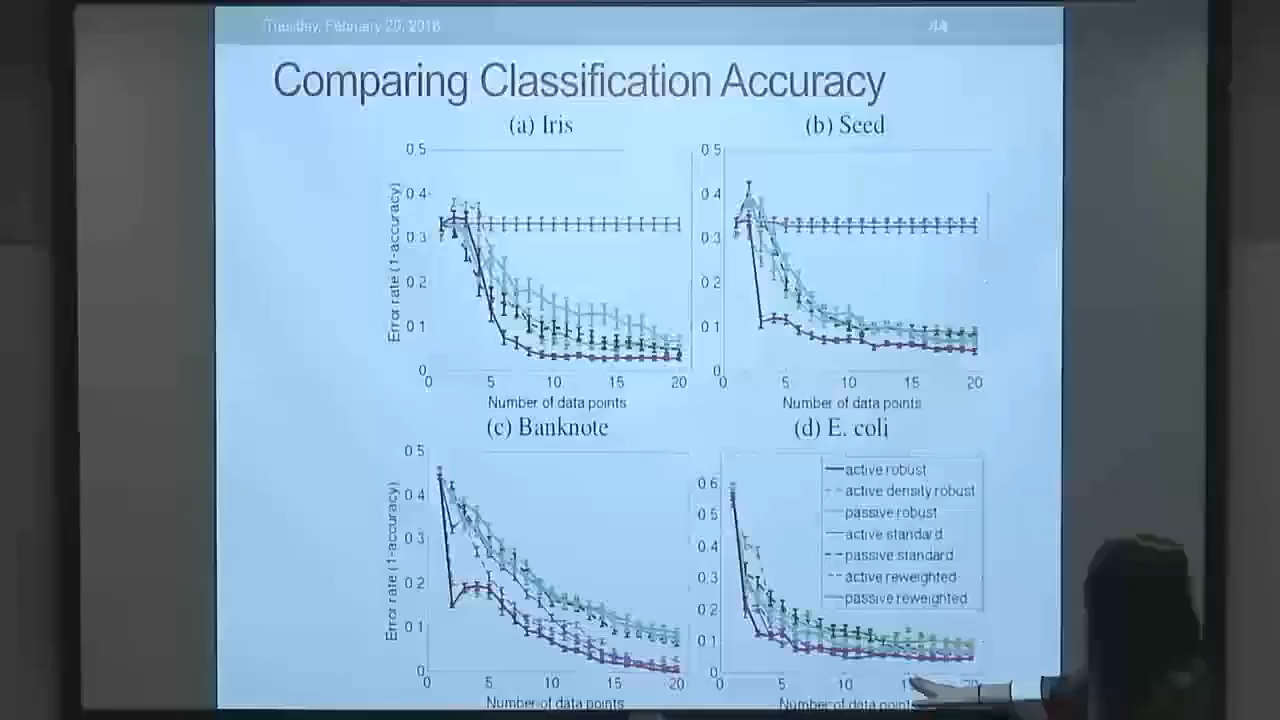 Tuesday, February 20, 2018
44
Comparing Classification Accuracy
(a) Iris
(b) Seed
Error rate (1-accuracy)
0.5
0.4
0.3
0.2
0.1
0
0 5 10 15 20
Number of data points
0.5
0.4
0.3
0.2
0.1
0
0 5 10 15 20
Number of data points
(c) Banknote
(d) E. coli
Error rate (1-accuracy)
0.5
0.4
0.3
0.2
0.1
0
0 5 10 15 20
Number of data points
0.6
0.5
0.4
0.3
0.2
0.1
0
0 5 10 15 20
Number of data points
active robust
active density robust
passive robust
active standard
passive standard
active reweighted
passive reweighted